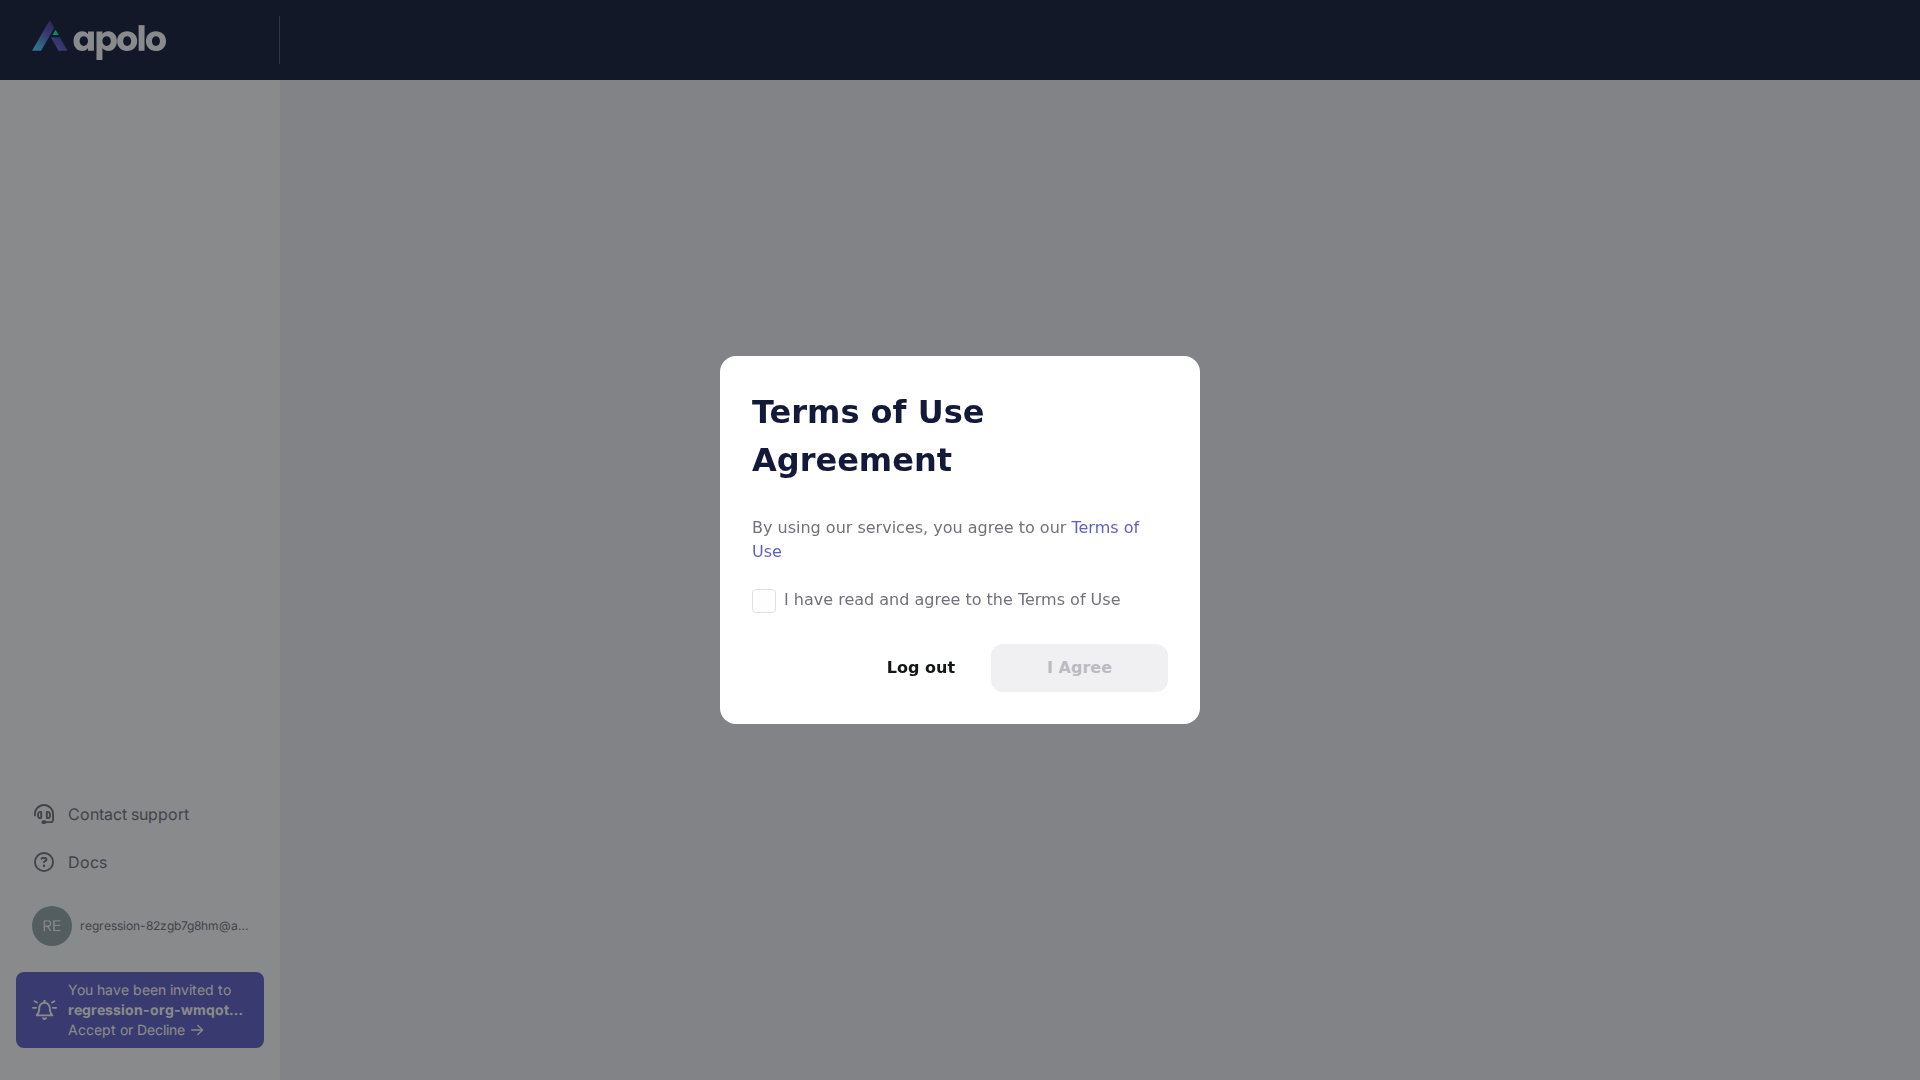 apolo
Terms of Use
Agreement
By using our services, you agree to our Terms of
Use
I have read and agree to the Terms of Use
Log out
I Agree
Contact support
Docs
RE
regression-82zgb7g8hm@a...
You have been invited to
regression-org-wmqot...
Accept or Decline →